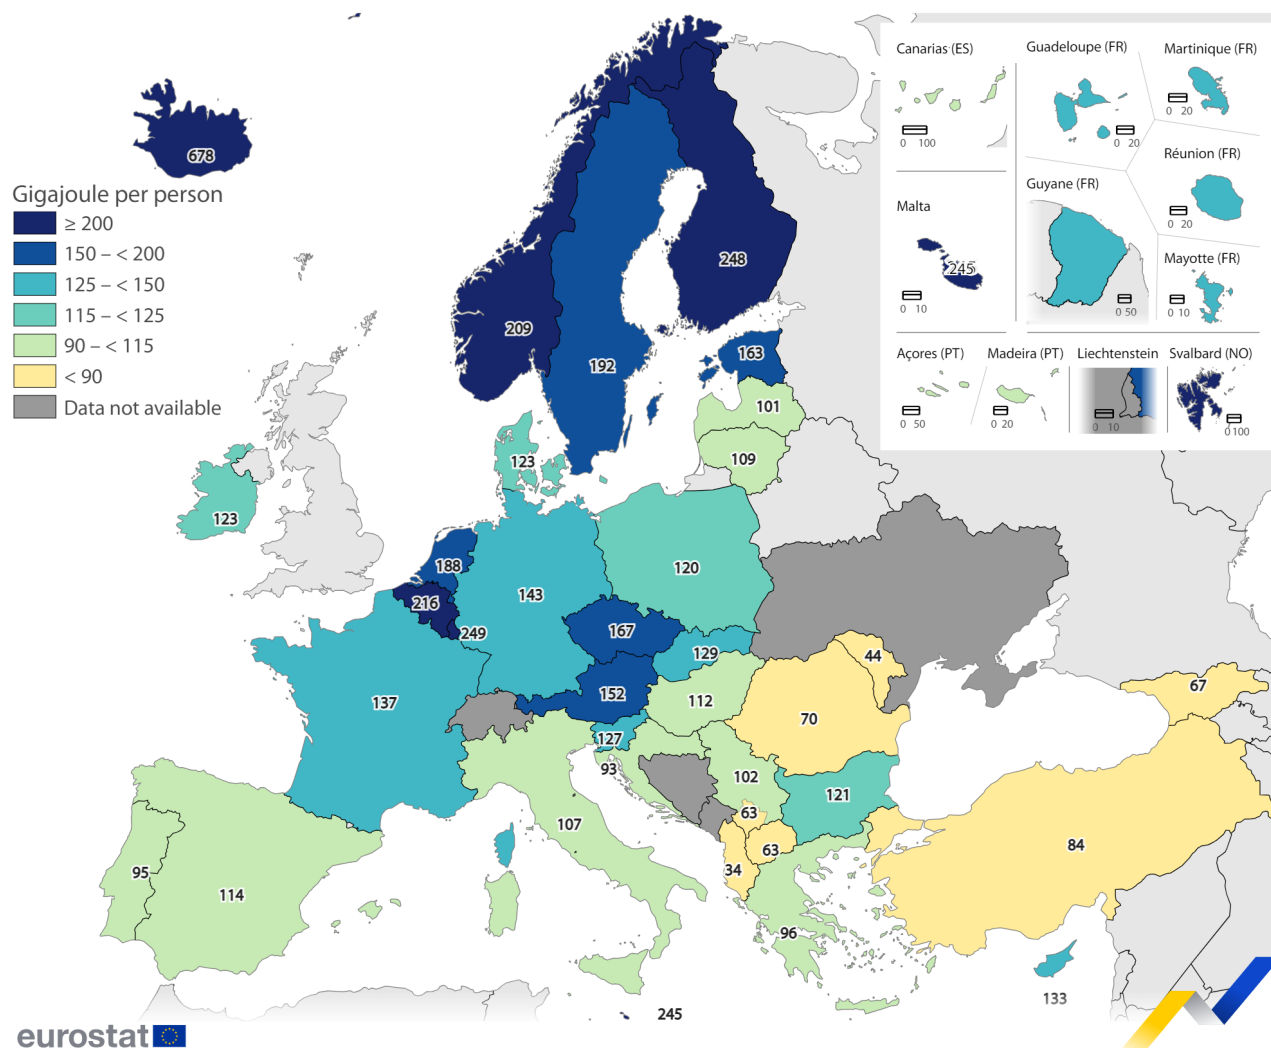 Canarias (ES)
0 100
Guadeloupe (FR)
0 20
Martinique (FR)
0 20
Réunion (FR)
0 20
Guyane (FR)
0 50
Mayotte (FR)
0 10
Malta
245
0 10
Açores (PT)
0 50
Madeira (PT)
0 20
Liechtenstein
0 10
Svalbard (NO)
0 100
Gigajoule per person
≥ 200
150 – < 200
125 – < 150
115 – < 125
90 – < 115
< 90
Data not available
678
248
209
192
163
101
109
123
123
188
120
143
216
249
167
129
44
152
112
137
67
70
127
93
102
121
63
107
63
84
95
34
114
96
133
245
eurostat